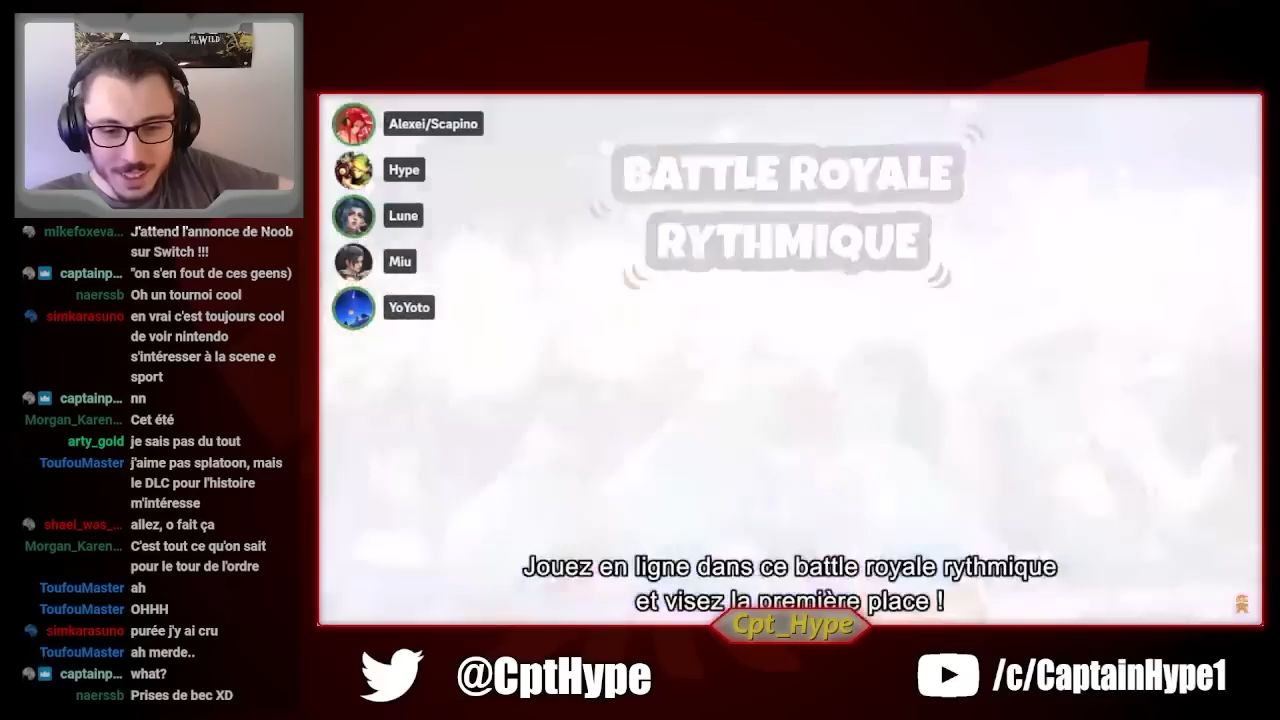 OF THE WILD
mikefoxeva... J'attend l'annonce de Noob
sur Switch !!!
captainp... "on s'en fout de ces geens)
naerssb Oh un tournoi cool
simkarasuno en vrai c'est toujours cool
de voir nintendo
s'intéresser à la scene e
sport
captainp... nn
Morgan_Karen... Cet été
arty_gold je sais pas du tout
ToufouMaster j'aime pas splatoon, mais
le DLC pour l'histoire
m'intéresse
shael_was_... allez, o fait ça
Morgan_Karen... C'est tout ce qu'on sait
pour le tour de l'ordre
ToufouMaster ah
ToufouMaster OHHH
simkarasuno purée j'y ai cru
ToufouMaster ah merde..
captainp... what?
naerssb Prises de bec XD
Alexei/Scapino
Hype
Lune
Miu
YoYoto
BATTLE ROYALE
RYTHMIQUE
Jouez en ligne dans ce battle royale rythmique
et visez la première place !
Cpt_Hype
@CptHype
/c/CaptainHype1